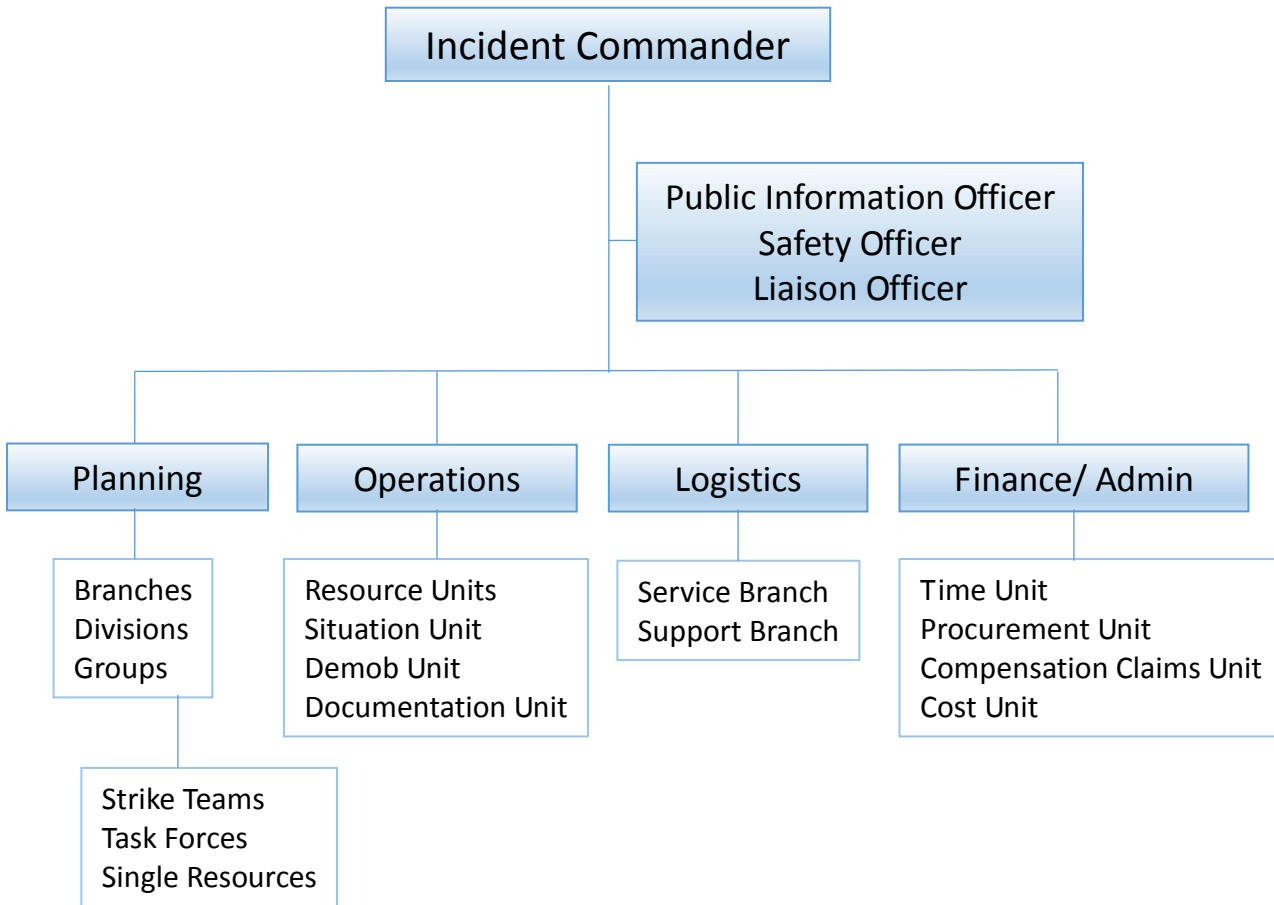 Incident Commander
Public Information Officer
Safety Officer
Liaison Officer
Planning
Operations
Logistics
Finance/ Admin
Branches
Divisions
Groups
Resource Units
Situation Unit
Demob Unit
Documentation Unit
Service Branch
Support Branch
Time Unit
Procurement Unit
Compensation Claims Unit
Cost Unit
Strike Teams
Task Forces
Single Resources